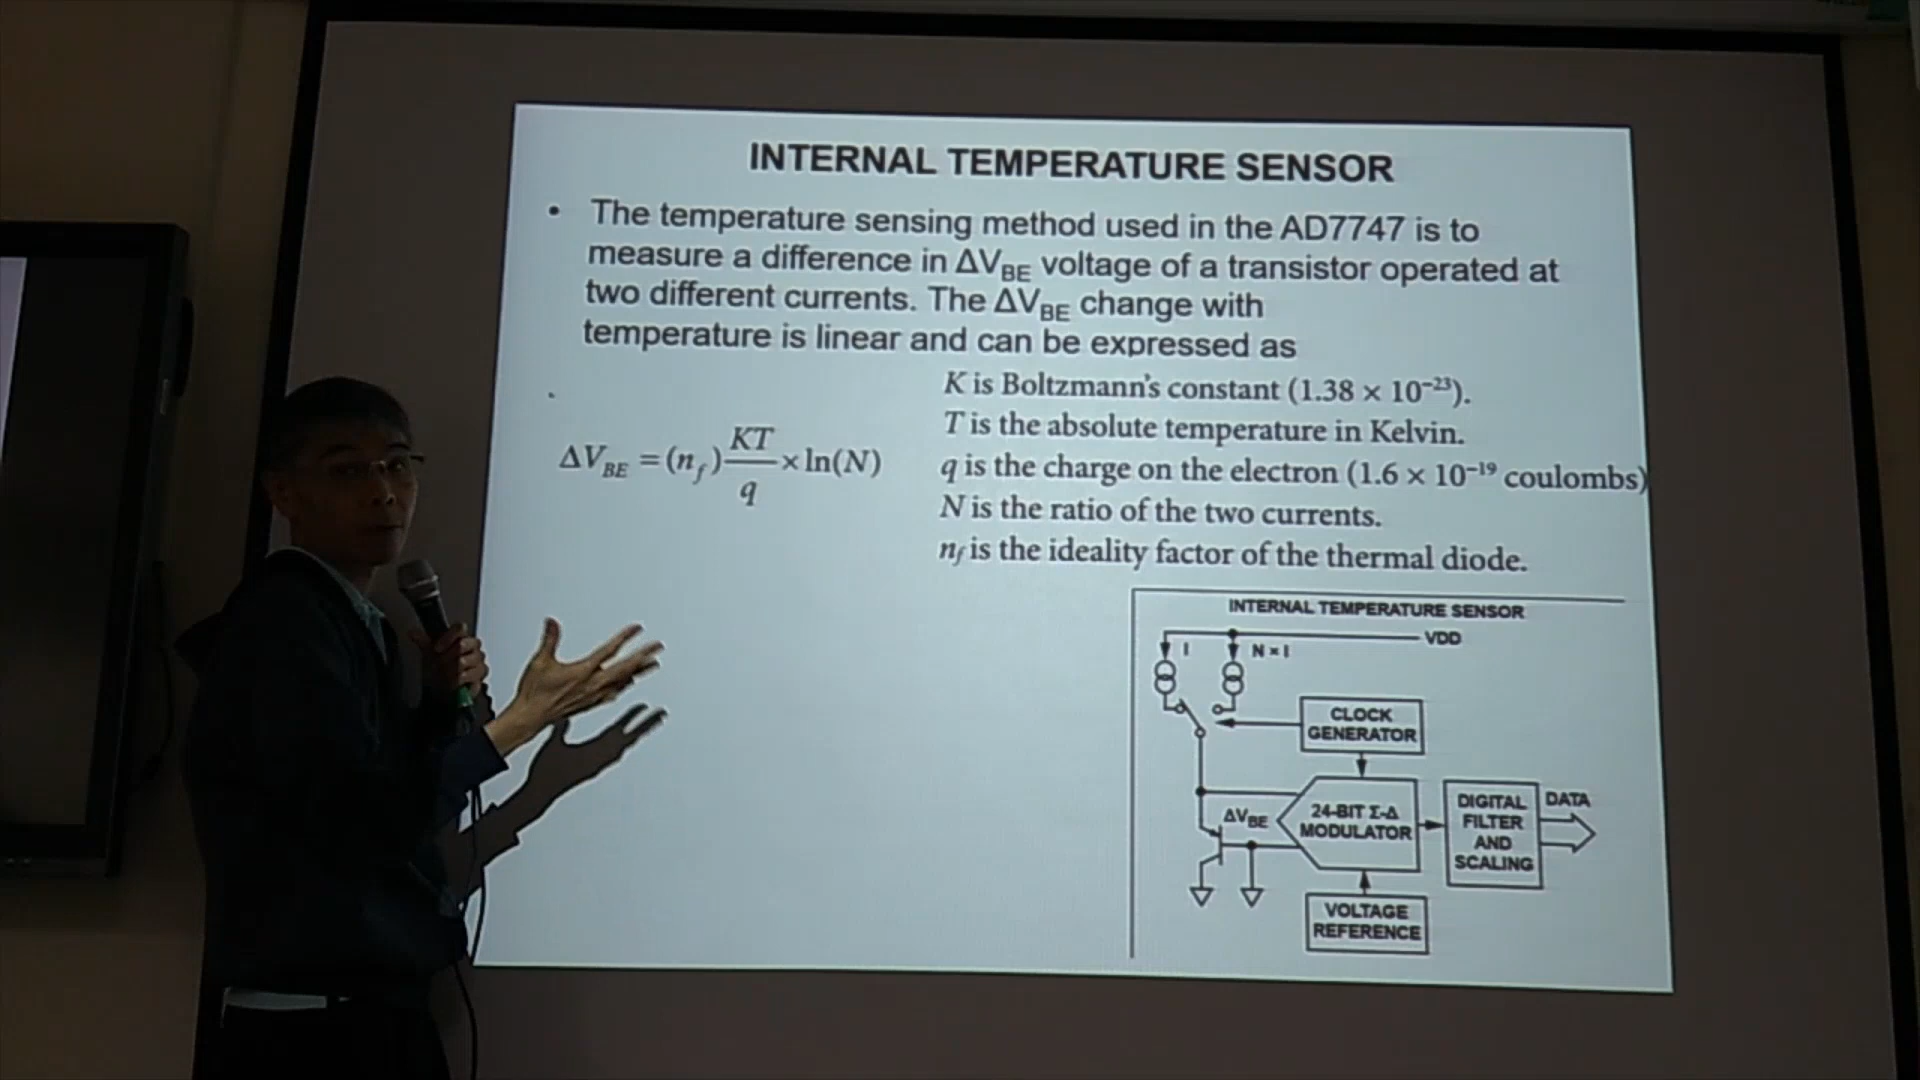 INTERNAL TEMPERATURE SENSOR
• The temperature sensing method used in the AD7747 is to
measure a difference in ΔV_BE voltage of a transistor operated at
two different currents. The ΔV_BE change with
temperature is linear and can be expressed as
ΔV_BE = (n_f) KT/q × ln(N)
K is Boltzmann's constant (1.38 × 10⁻²³).
T is the absolute temperature in Kelvin.
q is the charge on the electron (1.6 × 10⁻¹⁹ coulombs)
N is the ratio of the two currents.
n_f is the ideality factor of the thermal diode.
INTERNAL TEMPERATURE SENSOR
VDD
I
N × I
CLOCK
GENERATOR
ΔV_BE
24-BIT Σ-Δ
MODULATOR
DIGITAL
FILTER
AND
SCALING
DATA
VOLTAGE
REFERENCE